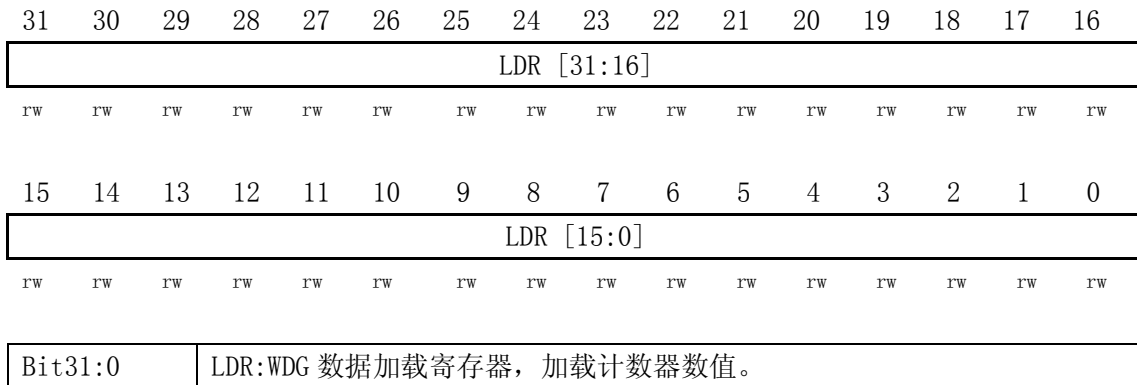 31 30 29 28 27 26 25 24 23 22 21 20 19 18 17 16
LDR [31:16]
rw rw rw rw rw rw rw rw rw rw rw rw rw rw rw rw
15 14 13 12 11 10 9 8 7 6 5 4 3 2 1 0
LDR [15:0]
rw rw rw rw rw rw rw rw rw rw rw rw rw rw rw rw
Bit31:0 LDR:WDG 数据加载寄存器，加载计数器数值。